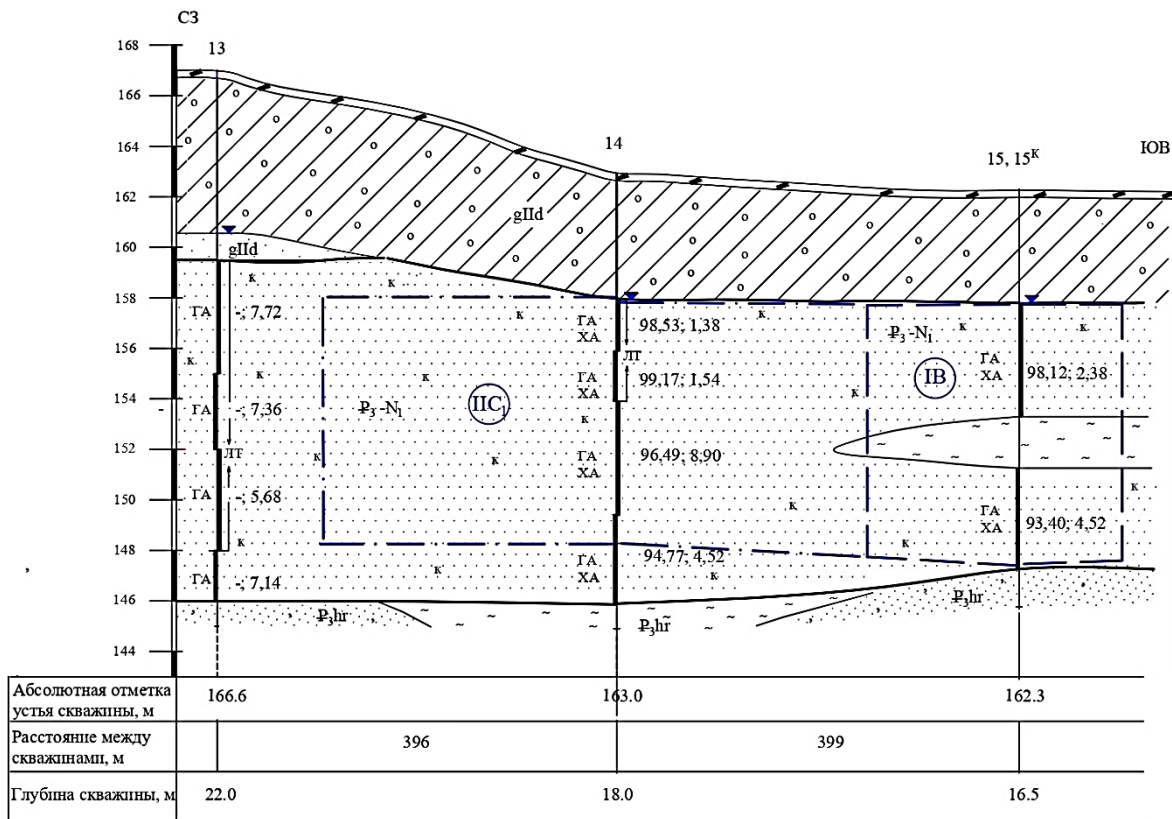 СЗ
168
13
166
164
14
15, 15К
ЮВ
162
gIId
160
gIId
158
к
к
к
к
к
к
ГА
-; 7,72
ГА
ХА
98,53; 1,38
Р3 -N1
ГА
ХА
98,12; 2,38
156
к
к
ЛТ
IB
154
ГА
-; 7,36
Р3 -N1
IIC1
ГА
ХА
99,17; 1,54
к
к
152
ЛТ
к
к
ГА
ХА
96,49; 8,90
150
ГА
-; 5,68
к
к
ГА
ХА
93,40; 4,52
148
к
ГА
-; 7,14
к
ГА
ХА
94,77; 4,52
к
146
Р3hr
Р3hr
Р3hr
144
Абсолютная отметка
устья скважины, м
166.6
163.0
162.3
Расстояние между
скважинами, м
396
399
Глубина скважины, м
22.0
18.0
16.5